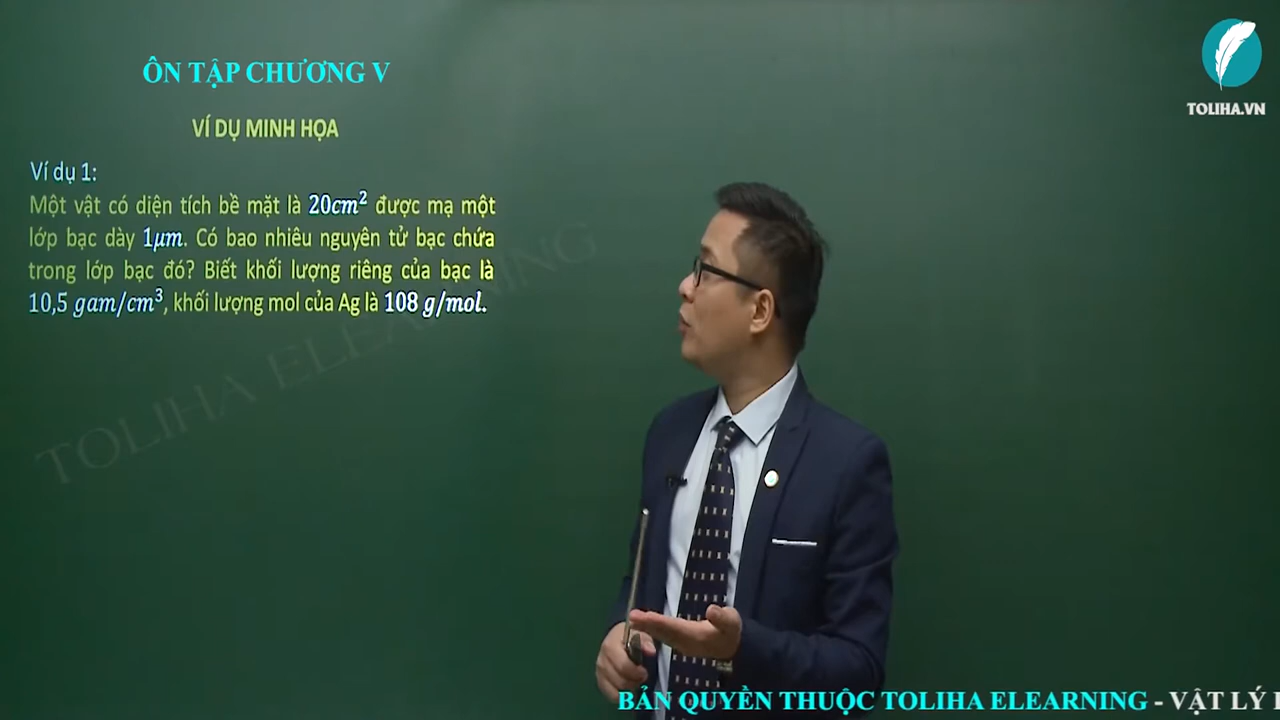 ÔN TẬP CHƯƠNG V
TOLIHA.VN
VÍ DỤ MINH HỌA
Ví dụ 1:
Một vật có diện tích bề mặt là 20cm² được mạ một
lớp bạc dày 1μm. Có bao nhiêu nguyên tử bạc chứa
trong lớp bạc đó? Biết khối lượng riêng của bạc là
10,5 gam/cm³, khối lượng mol của Ag là 108 g/mol.
TOLIHA ELEARNING
BẢN QUYỀN THUỘC TOLIHA ELEARNING - VẬT LÝ